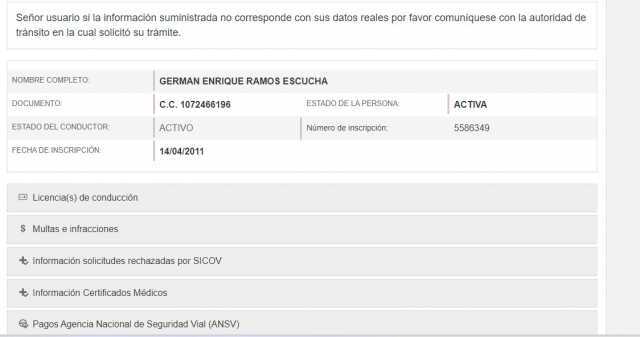 Señor usuario si la información suministrada no corresponde con sus datos reales por favor comuníquese con la autoridad de
tránsito en la cual solicitó su trámite.
NOMBRE COMPLETO: GERMAN ENRIQUE RAMOS ESCUCHA
DOCUMENTO: C.C. 1072466196 ESTADO DE LA PERSONA: ACTIVA
ESTADO DEL CONDUCTOR: ACTIVO Número de inscripción: 5586349
FECHA DE INSCRIPCIÓN: 14/04/2011
Licencia(s) de conducción
$ Multas e infracciones
Información solicitudes rechazadas por SICOV
Información Certificados Médicos
Pagos Agencia Nacional de Seguridad Vial (ANSV)